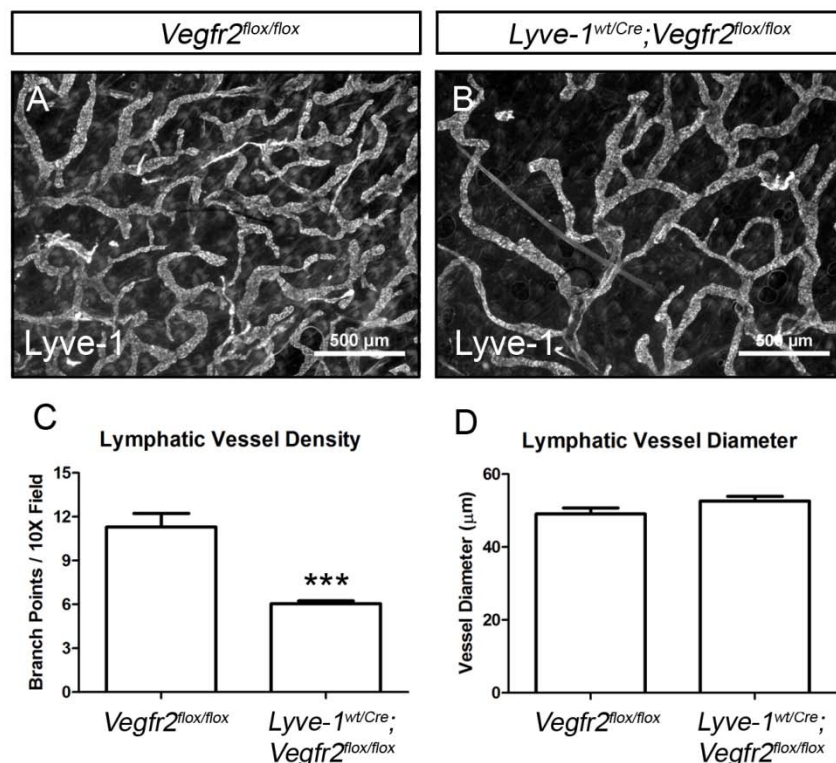 Vegfr2flox/flox
Lyve-1wt/Cre;Vegfr2flox/flox
A
Lyve-1
500 µm
B
Lyve-1
500 µm
C
Lymphatic Vessel Density
Branch Points / 10X Field
15
12
9
6
3
0
***
Vegfr2flox/flox
Lyve-1wt/Cre;
Vegfr2flox/flox
D
Lymphatic Vessel Diameter
Vessel Diameter (µm)
60
40
20
0
Vegfr2flox/flox
Lyve-1wt/Cre;
Vegfr2flox/flox